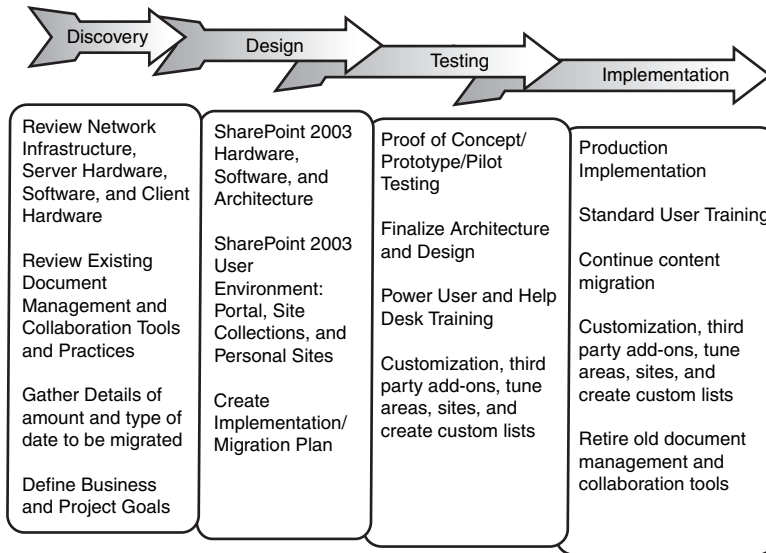 Discovery
Design
Testing
Implementation
Review Network
Infrastructure,
Server Hardware,
Software, and Client
Hardware
Review Existing
Document
Management and
Collaboration Tools
and Practices
Gather Details of
amount and type of
date to be migrated
Define Business
and Project Goals
SharePoint 2003
Hardware,
Software, and
Architecture
SharePoint 2003
User
Environment:
Portal, Site
Collections, and
Personal Sites
Create
Implementation/
Migration Plan
Proof of Concept/
Prototype/Pilot
Testing
Finalize Architecture
and Design
Power User and Help
Desk Training
Customization, third
party add-ons, tune
areas, sites, and
create custom lists
Production
Implementation
Standard User Training
Continue content
migration
Customization, third
party add-ons, tune
areas, sites, and
create custom lists
Retire old document
management and
collaboration tools